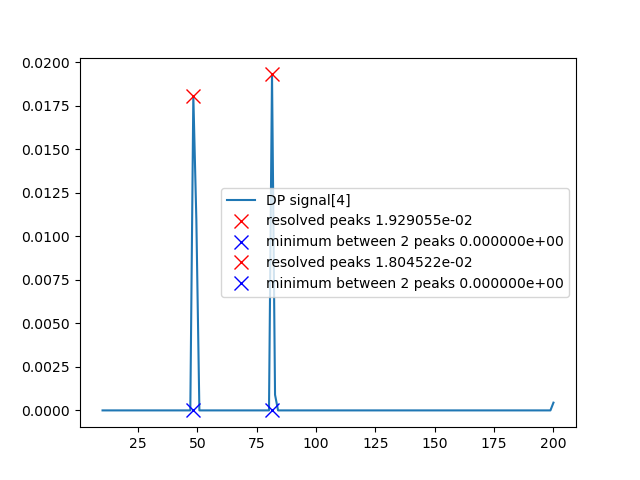 0.0200
0.0175
0.0150
0.0125
0.0100
0.0075
0.0050
0.0025
0.0000
DP signal[4]
resolved peaks 1.929055e-02
minimum between 2 peaks 0.000000e+00
resolved peaks 1.804522e-02
minimum between 2 peaks 0.000000e+00
25 50 75 100 125 150 175 200